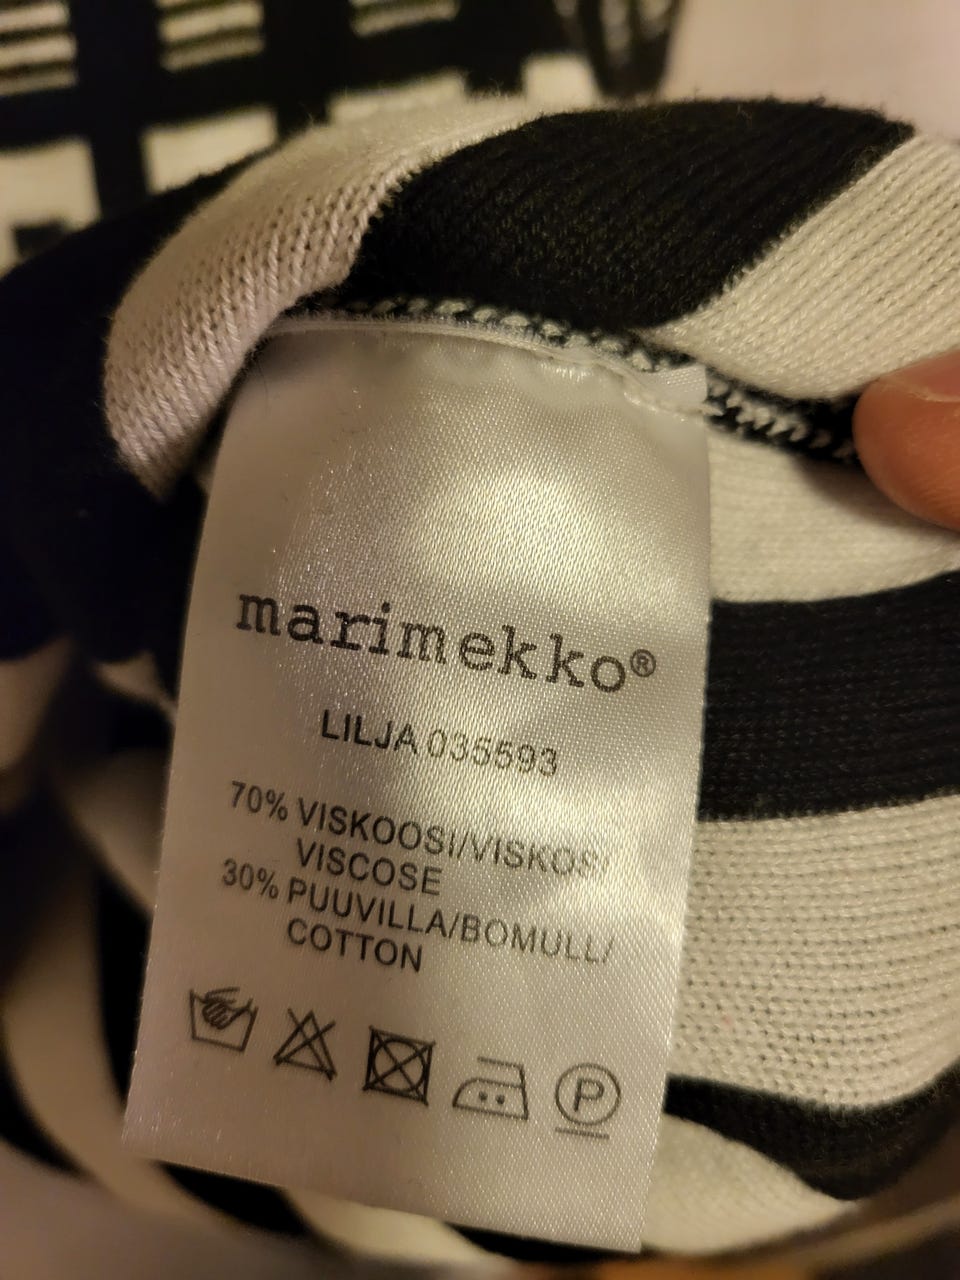 marimekko®
LILJA 035593
70% VISKOOSI/VISKOS/
VISCOSE
30% PUUVILLA/BOMULL/
COTTON
P